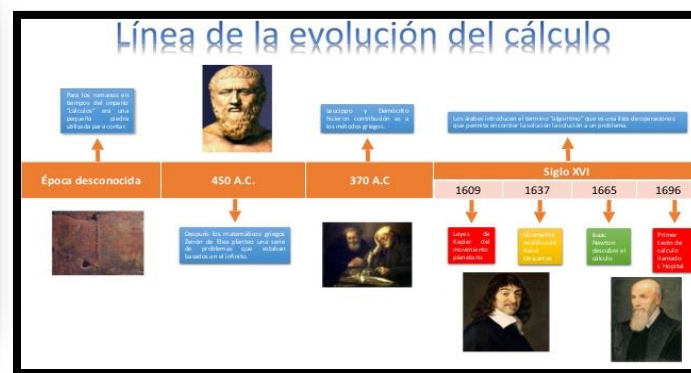 Línea de la evolución del cálculo
Para los romanos en
tiempos del imperio
"cálculos" era una
pequeña piedra
utilizada para contar.
Leucippo y Demócrito
hicieron contribución es a
los métodos griegos.
Los árabes introducen el termino "algoritmo" que es una lista de operaciones
que permite encontrar la solución la solución a un problema.
Época desconocida
450 A.C.
370 A.C
Siglo XVI
1609
1637
1665
1696
Después los matemáticos griegos
Zenón de Elea planteo una serie
de problemas que estaban
basados en el infinito.
Leyes de
Kepler del
movimiento
planetario
Geometría
analítica de
René
Descartes
Isaac
Newton
descubre el
cálculo
Primer
texto de
cálculo
llamado
L'Hopital